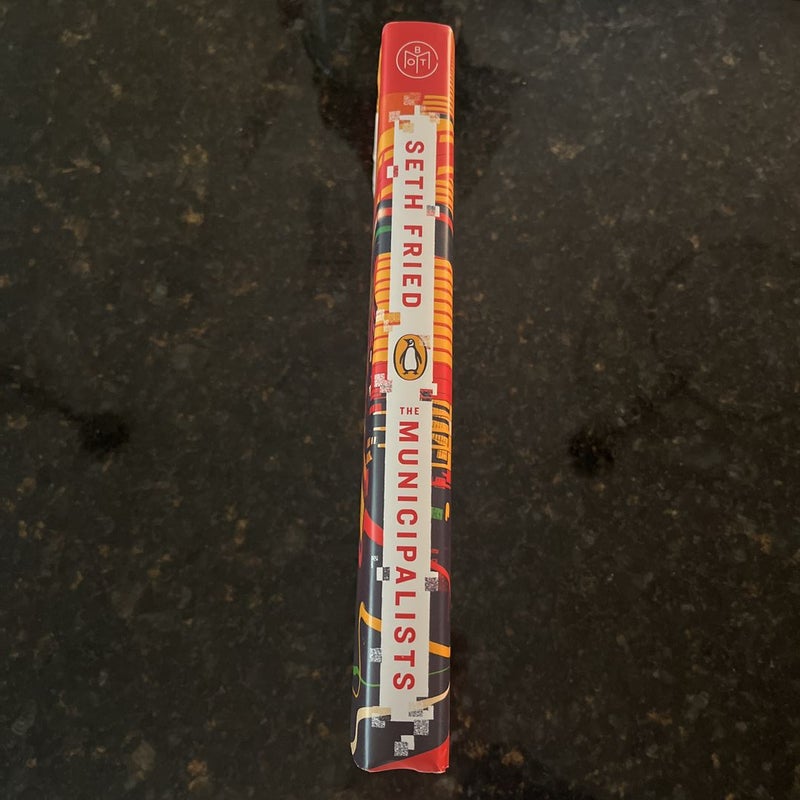 BOTM
SETH FRIED
THE MUNICIPALISTS